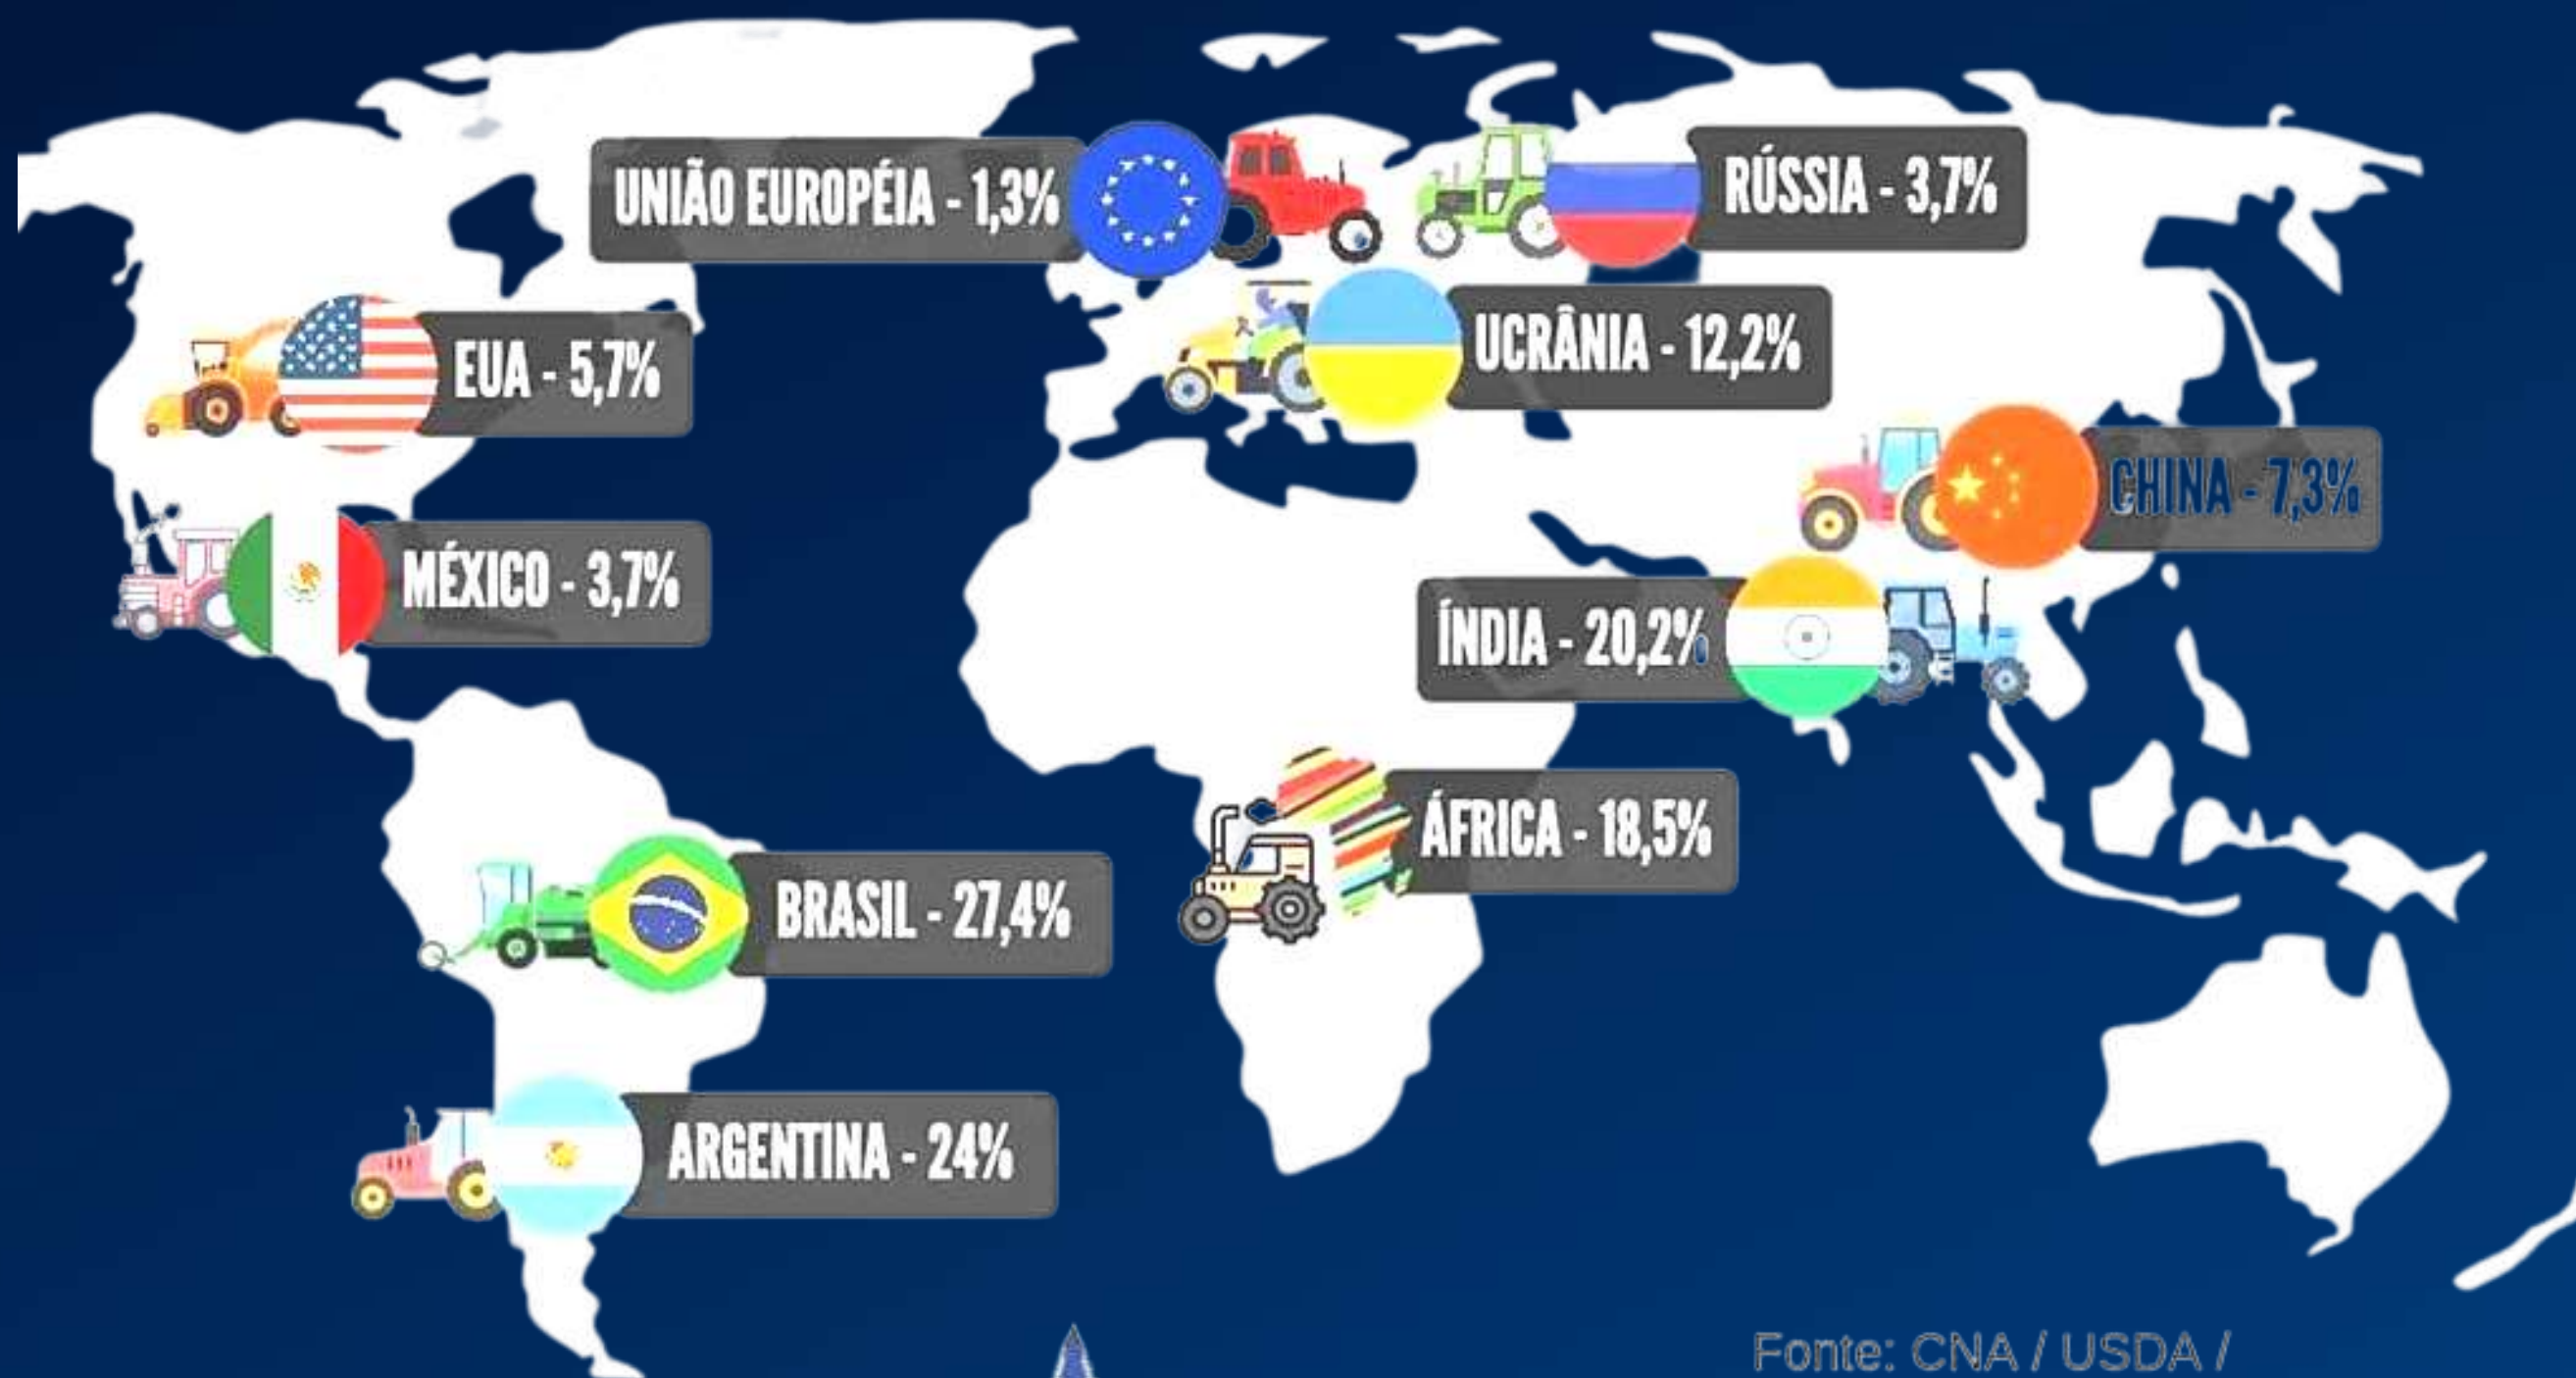 UNIÃO EUROPÉIA - 1,3%
RÚSSIA - 3,7%
EUA - 5,7%
UCRÂNIA - 12,2%
CHINA - 7,3%
MÉXICO - 3,7%
ÍNDIA - 20,2%
ÁFRICA - 18,5%
BRASIL - 27,4%
ARGENTINA - 24%
Fonte: CNA / USDA /